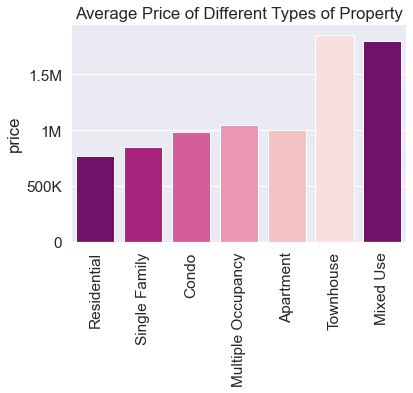 Average Price of Different Types of Property
price
1.5M
1M
500K
0
Residential
Single Family
Condo
Multiple Occupancy
Apartment
Townhouse
Mixed Use